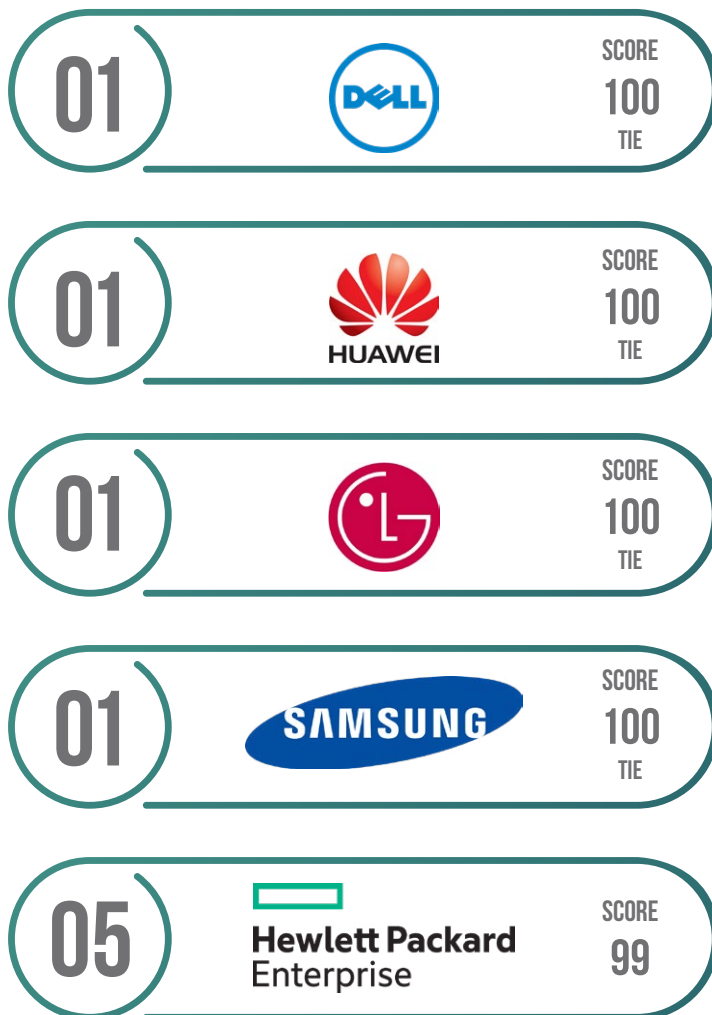 01
DELL
SCORE
100
TIE
01
HUAWEI
SCORE
100
TIE
01
LG
SCORE
100
TIE
01
SAMSUNG
SCORE
100
TIE
05
Hewlett Packard
Enterprise
SCORE
99